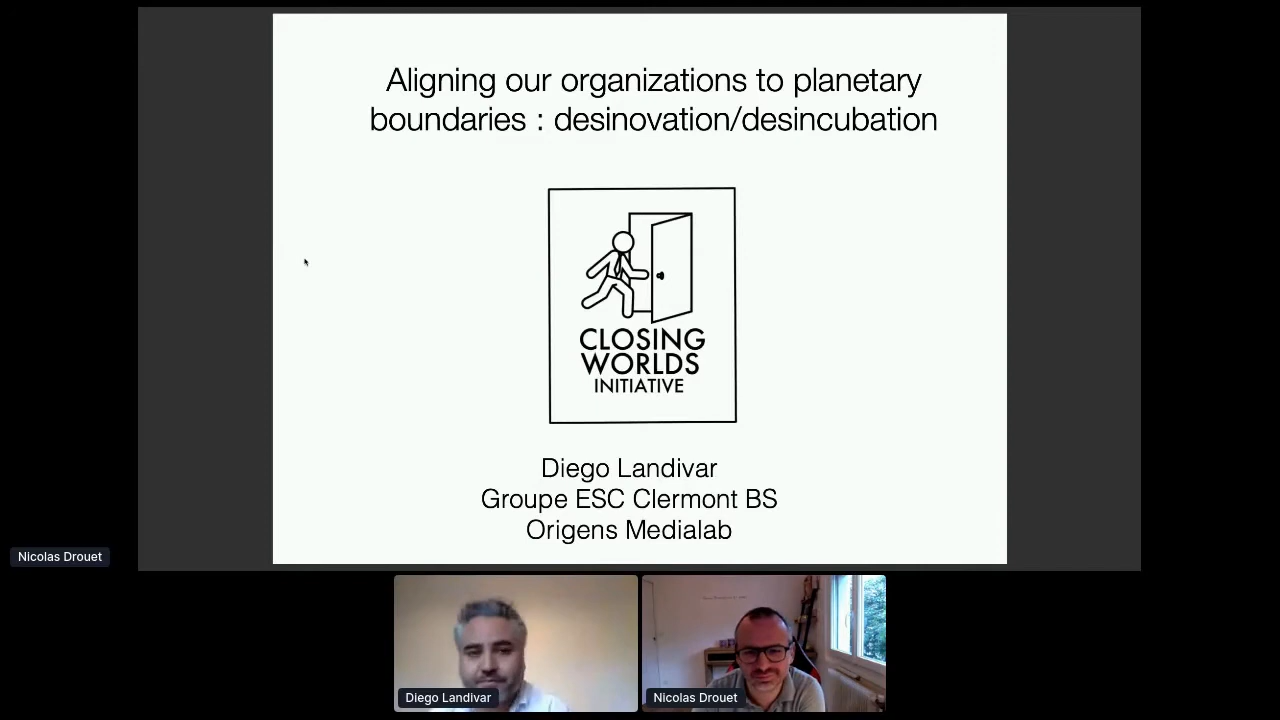 Aligning our organizations to planetary
boundaries : desinovation/desincubation
CLOSING
WORLDS
INITIATIVE
Diego Landivar
Groupe ESC Clermont BS
Origens Medialab
Nicolas Drouet
Diego Landivar
Nicolas Drouet